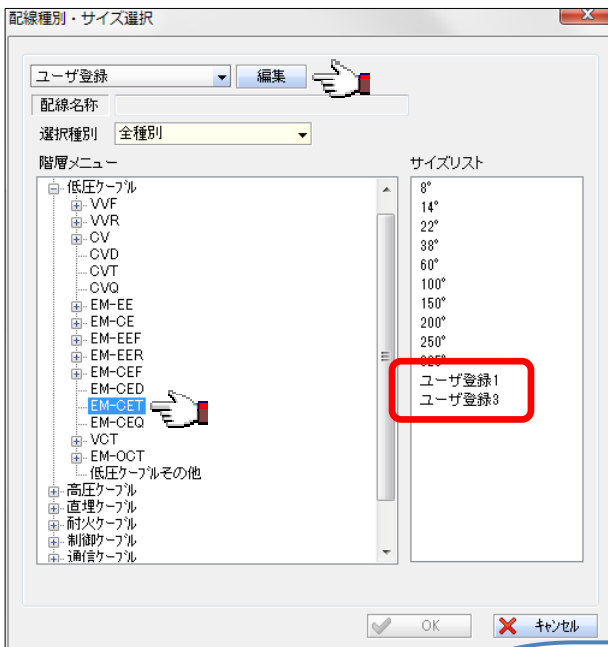 配線種別・サイズ選択
ユーザ登録
編集
配線名称
選択種別 全種別
階層メニュー
低圧ケーブル
VVF
VVR
CV
CVD
CVT
CVQ
EM-EE
EM-CE
EM-EEF
EM-EER
EM-CEF
EM-CED
EM-CET
EM-CEQ
VCT
EM-OCT
低圧ケーブルその他
高圧ケーブル
直埋ケーブル
耐火ケーブル
制御ケーブル
通信ケーブル
サイズリスト
8°
14°
22°
38°
60°
100°
150°
200°
250°
325°
ユーザ登録1
ユーザ登録3
OK
キャンセル